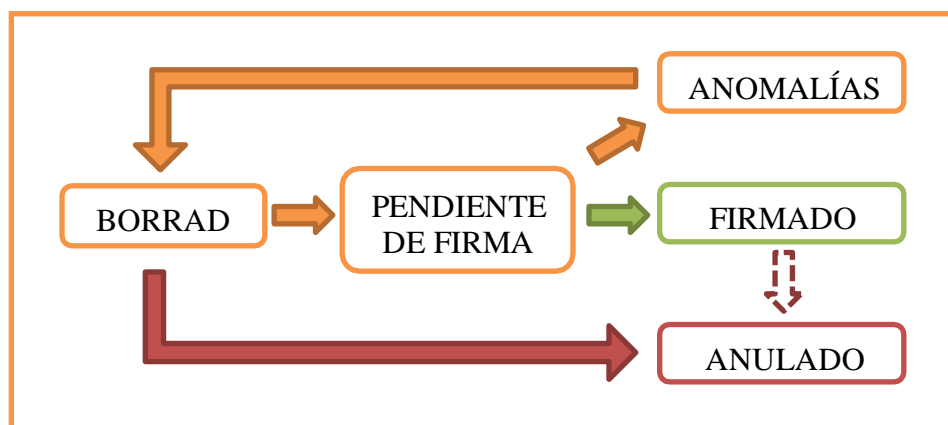 ANOMALÍAS
BORRAD
PENDIENTE
DE FIRMA
FIRMADO
ANULADO